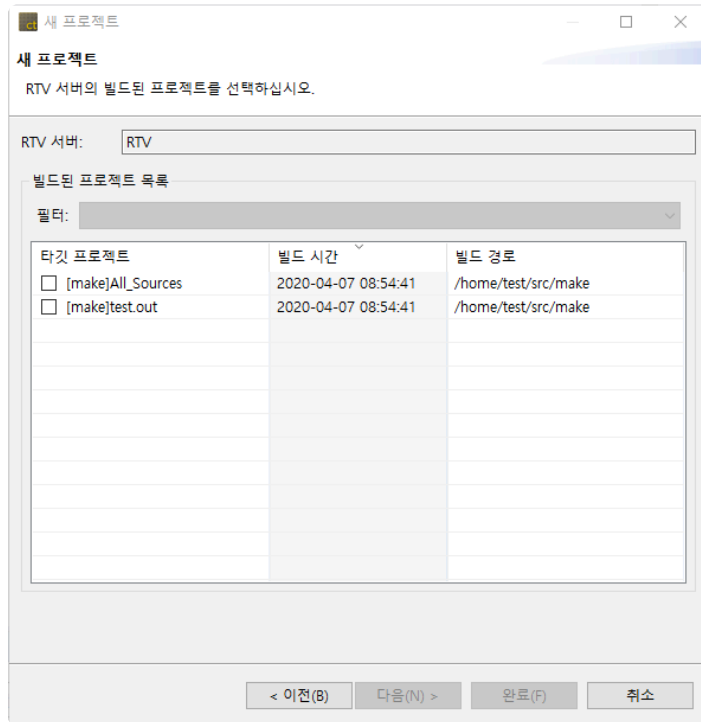 ct 새 프로젝트
새 프로젝트
RTV 서버의 빌드된 프로젝트를 선택하십시오.
RTV 서버: RTV
빌드된 프로젝트 목록
필터:
타깃 프로젝트 빌드 시간 빌드 경로
[make]All_Sources 2020-04-07 08:54:41 /home/test/src/make
[make]test.out 2020-04-07 08:54:41 /home/test/src/make
< 이전(B) 다음(N) > 완료(F) 취소